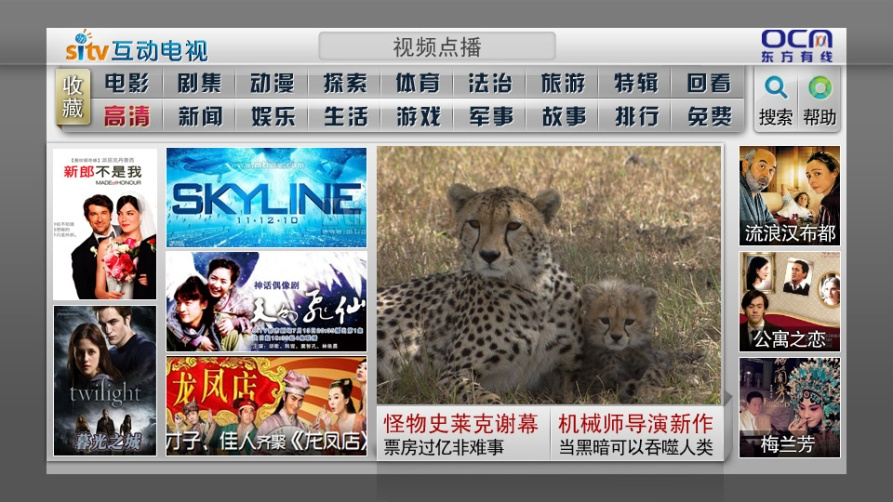 sitv互动电视
视频点播
OCN
东方有线
收藏
电影 剧集 动漫 探索 体育 法治 旅游 特辑 回看
高清 新闻 娱乐 生活 游戏 军事 故事 排行 免费
搜索 帮助
新郎不是我
MADE of HONOUR
twilight
暮光之城
SKYLINE
11·12·10
神话偶像剧
龙凤店
才子、佳人齐聚《龙凤店》
怪物史莱克谢幕
票房过亿非难事
机械师导演新作
当黑暗可以吞噬人类
流浪汉布都
公寓之恋
梅兰芳